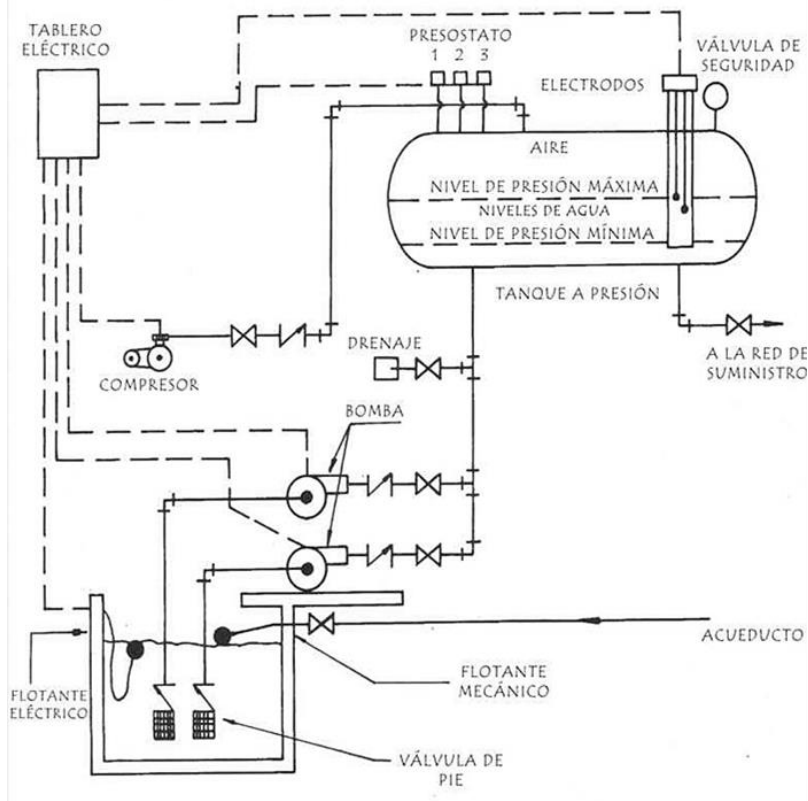 TABLERO
ELÉCTRICO
PRESOSTATO
1 2 3
VÁLVULA DE
SEGURIDAD
ELECTRODOS
AIRE
NIVEL DE PRESIÓN MÁXIMA
NIVELES DE AGUA
NIVEL DE PRESIÓN MÍNIMA
TANQUE A PRESIÓN
DRENAJE
A LA RED DE
SUMINISTRO
COMPRESOR
BOMBA
ACUEDUCTO
FLOTANTE
MECÁNICO
FLOTANTE
ELÉCTRICO
VÁLVULA DE
PIE